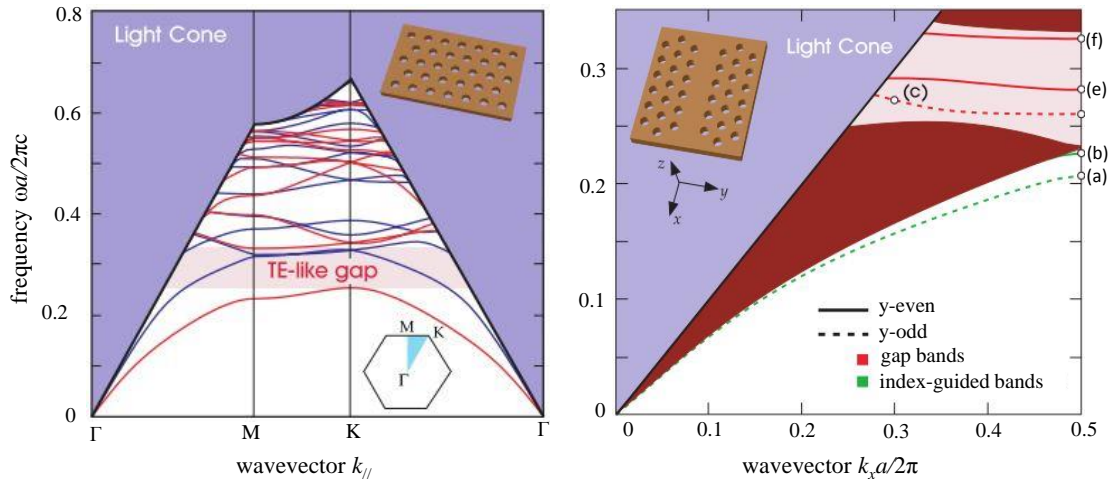 0.8
0.6
0.4
0.2
0
frequency ωa/2πc
Light Cone
TE-like gap
M
K
Γ
Γ
M
K
Γ
wavevector k//
0.3
0.2
0.1
0
Light Cone
z
y
x
(f)
(e)
(c)
(b)
(a)
y-even
y-odd
gap bands
index-guided bands
0
0.1
0.2
0.3
0.4
0.5
wavevector kₓa/2π